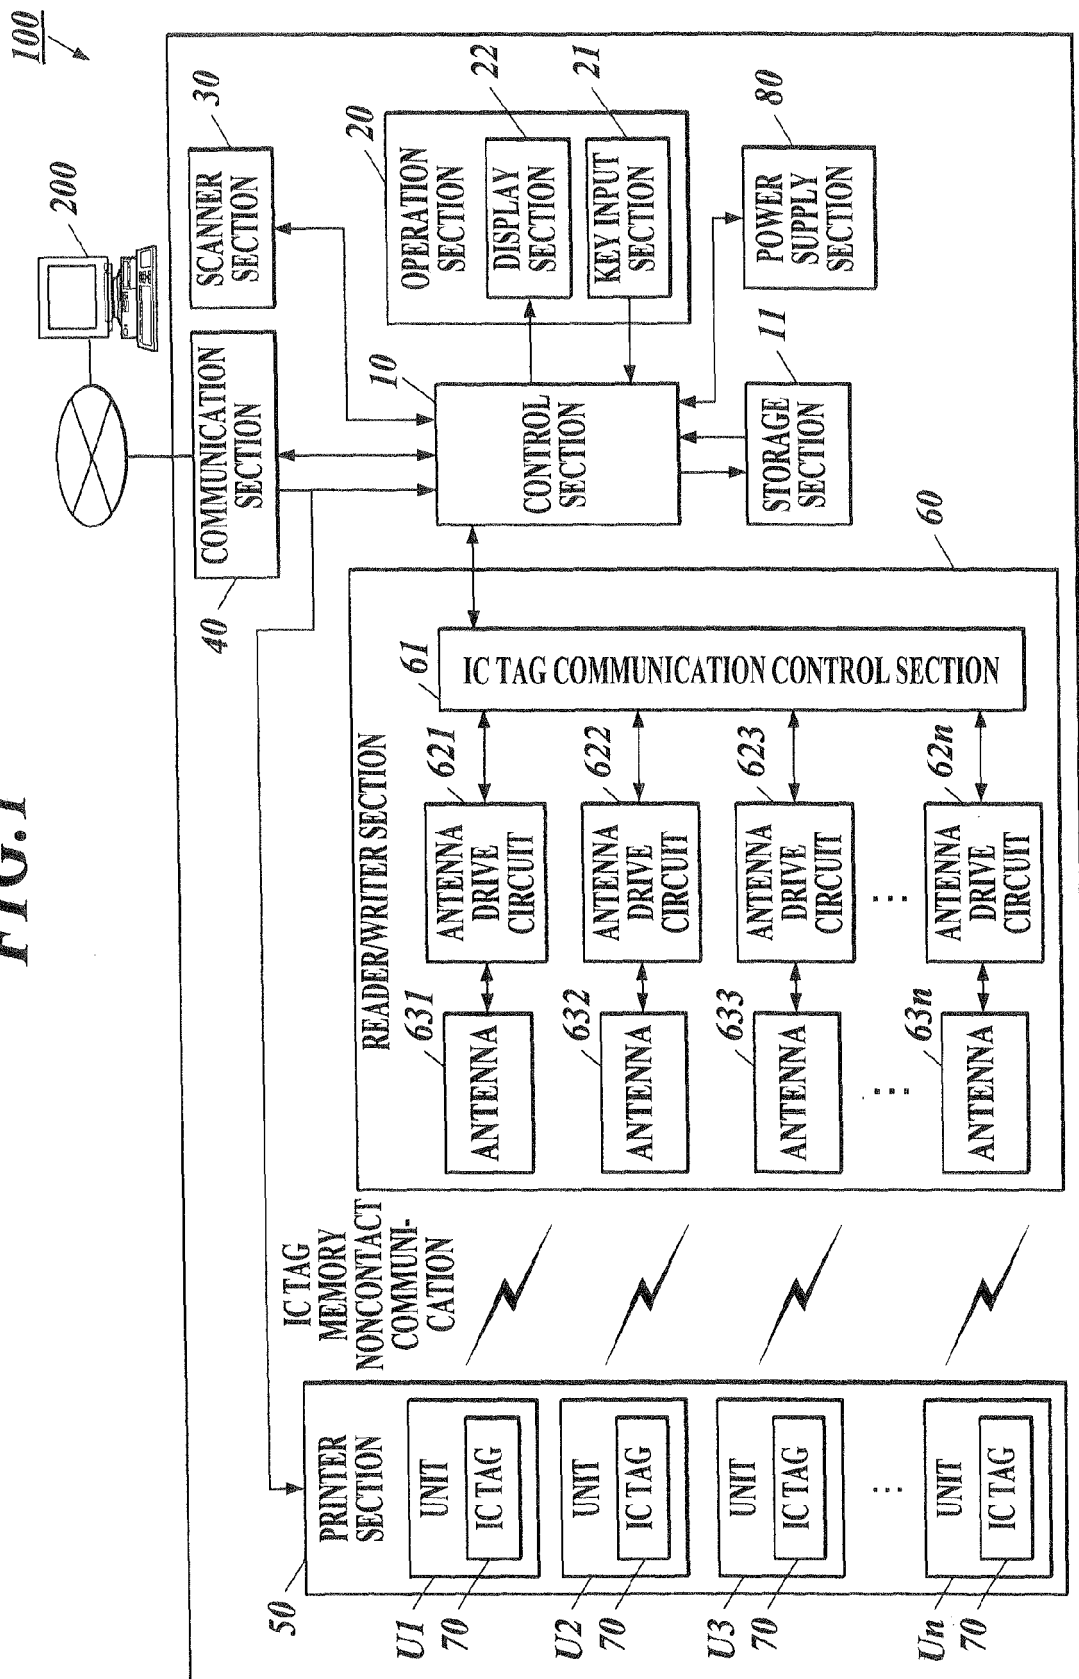 FIG.1
100
200
30
SCANNER
SECTION
COMMUNICATION
SECTION
40
20
OPERATION
SECTION
22
DISPLAY
SECTION
21
KEY INPUT
SECTION
10
CONTROL
SECTION
80
POWER
SUPPLY
SECTION
11
STORAGE
SECTION
60
READER/WRITER SECTION
61
IC TAG COMMUNICATION CONTROL SECTION
621
ANTENNA
DRIVE
CIRCUIT
622
ANTENNA
DRIVE
CIRCUIT
623
ANTENNA
DRIVE
CIRCUIT
...
62n
ANTENNA
DRIVE
CIRCUIT
631
ANTENNA
632
ANTENNA
633
ANTENNA
...
63n
ANTENNA
IC TAG
MEMORY
NONCONTACT
COMMUNI-
CATION
50
PRINTER
SECTION
U1
UNIT
70
IC TAG
U2
UNIT
70
IC TAG
U3
UNIT
70
IC TAG
...
Un
UNIT
70
IC TAG